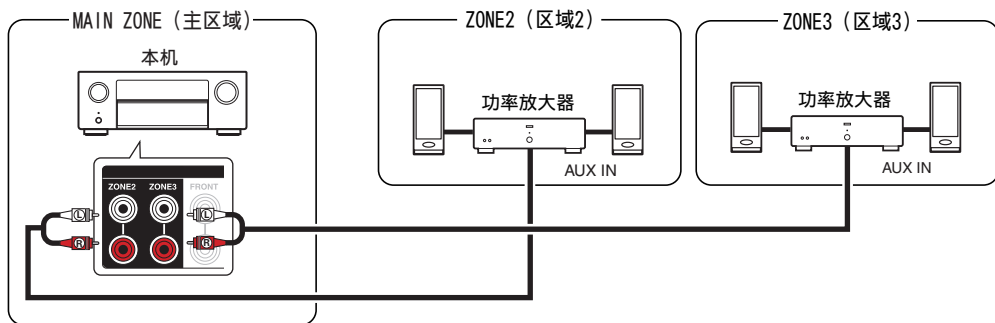 MAIN ZONE（主区域）
本机
ZONE2 ZONE3 FRONT
L
R
L
R
ZONE2（区域2）
功率放大器
AUX IN
ZONE3（区域3）
功率放大器
AUX IN